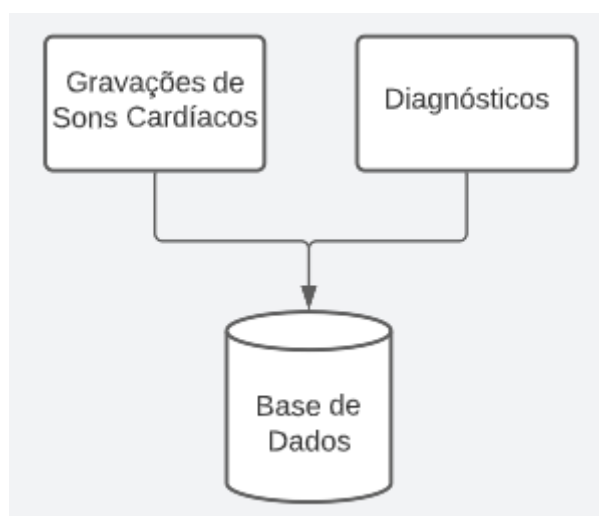 Gravações de
Sons Cardíacos
Diagnósticos
Base de
Dados